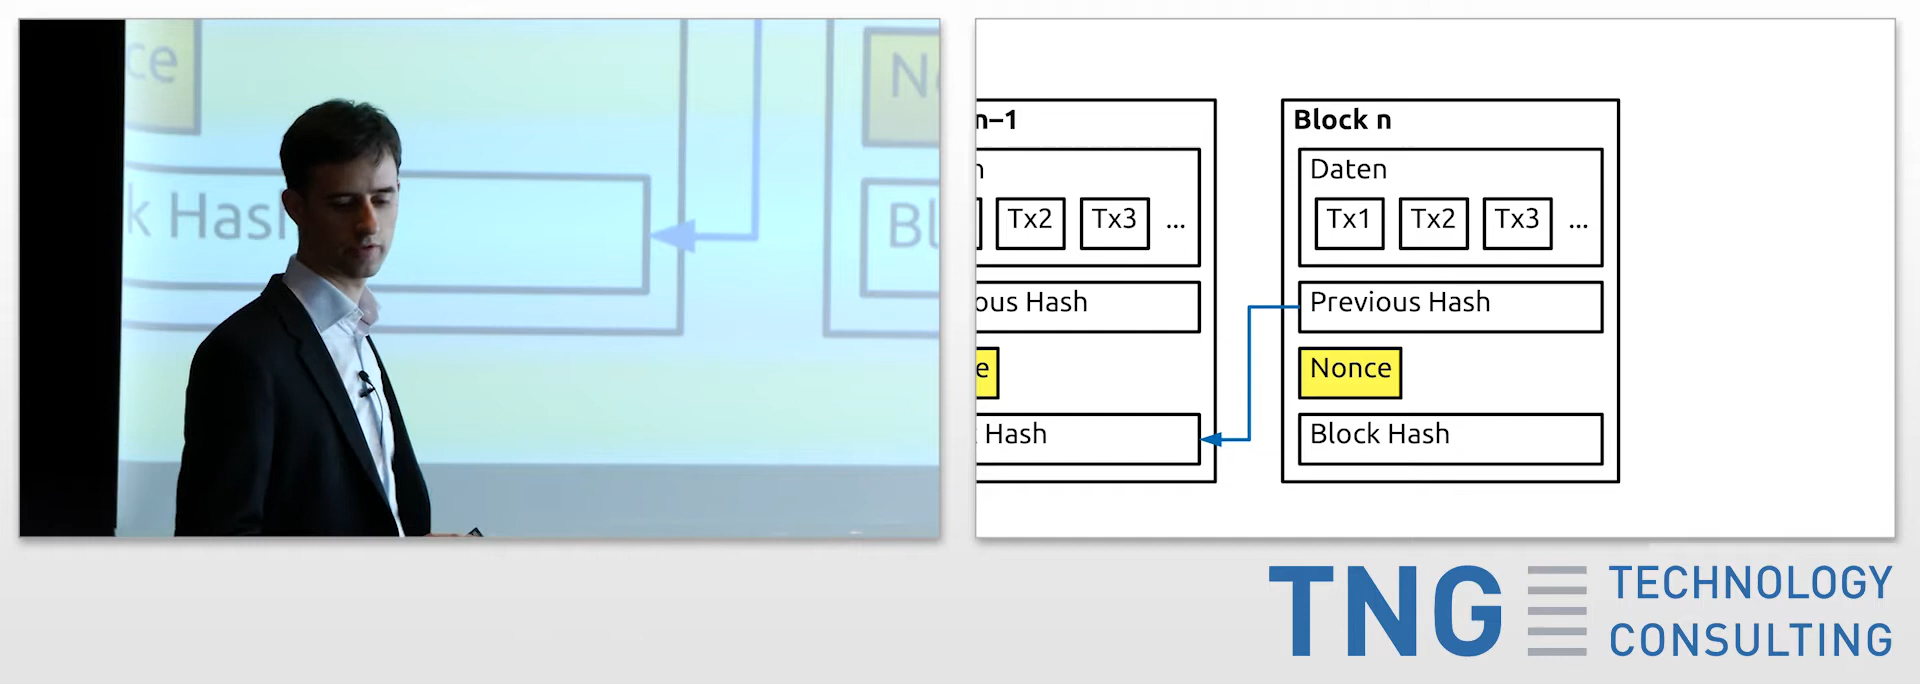 ce
k Hash
n–1
Tx2 Tx3 ...
ous Hash
e
Hash
Block n
Daten
Tx1 Tx2 Tx3 ...
Previous Hash
Nonce
Block Hash
TNG TECHNOLOGY
CONSULTING